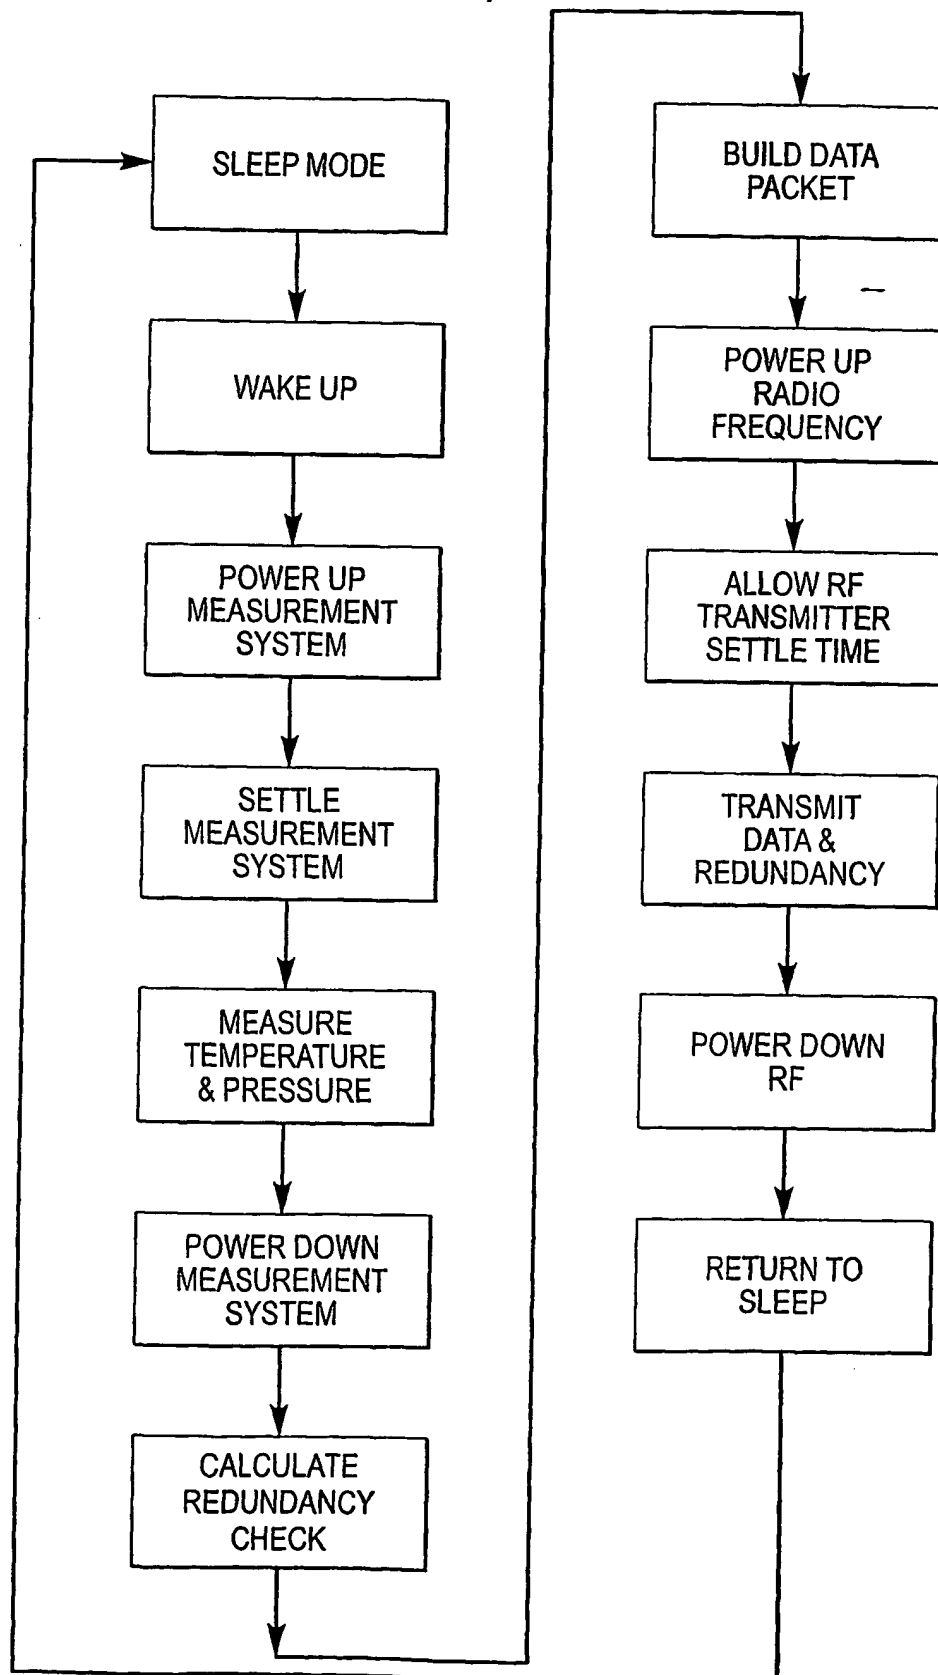 SLEEP MODE
WAKE UP
POWER UP
MEASUREMENT
SYSTEM
SETTLE
MEASUREMENT
SYSTEM
MEASURE
TEMPERATURE
& PRESSURE
POWER DOWN
MEASUREMENT
SYSTEM
CALCULATE
REDUNDANCY
CHECK
BUILD DATA
PACKET
POWER UP
RADIO
FREQUENCY
ALLOW RF
TRANSMITTER
SETTLE TIME
TRANSMIT
DATA &
REDUNDANCY
POWER DOWN
RF
RETURN TO
SLEEP